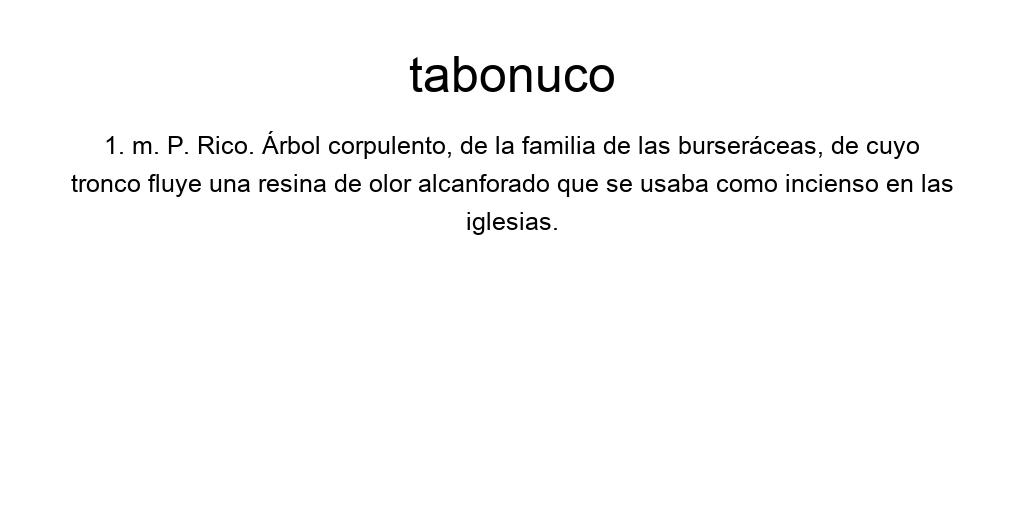 tabonuco
1. m. P. Rico. Árbol corpulento, de la familia de las burseráceas, de cuyo
tronco fluye una resina de olor alcanforado que se usaba como incienso en las
iglesias.